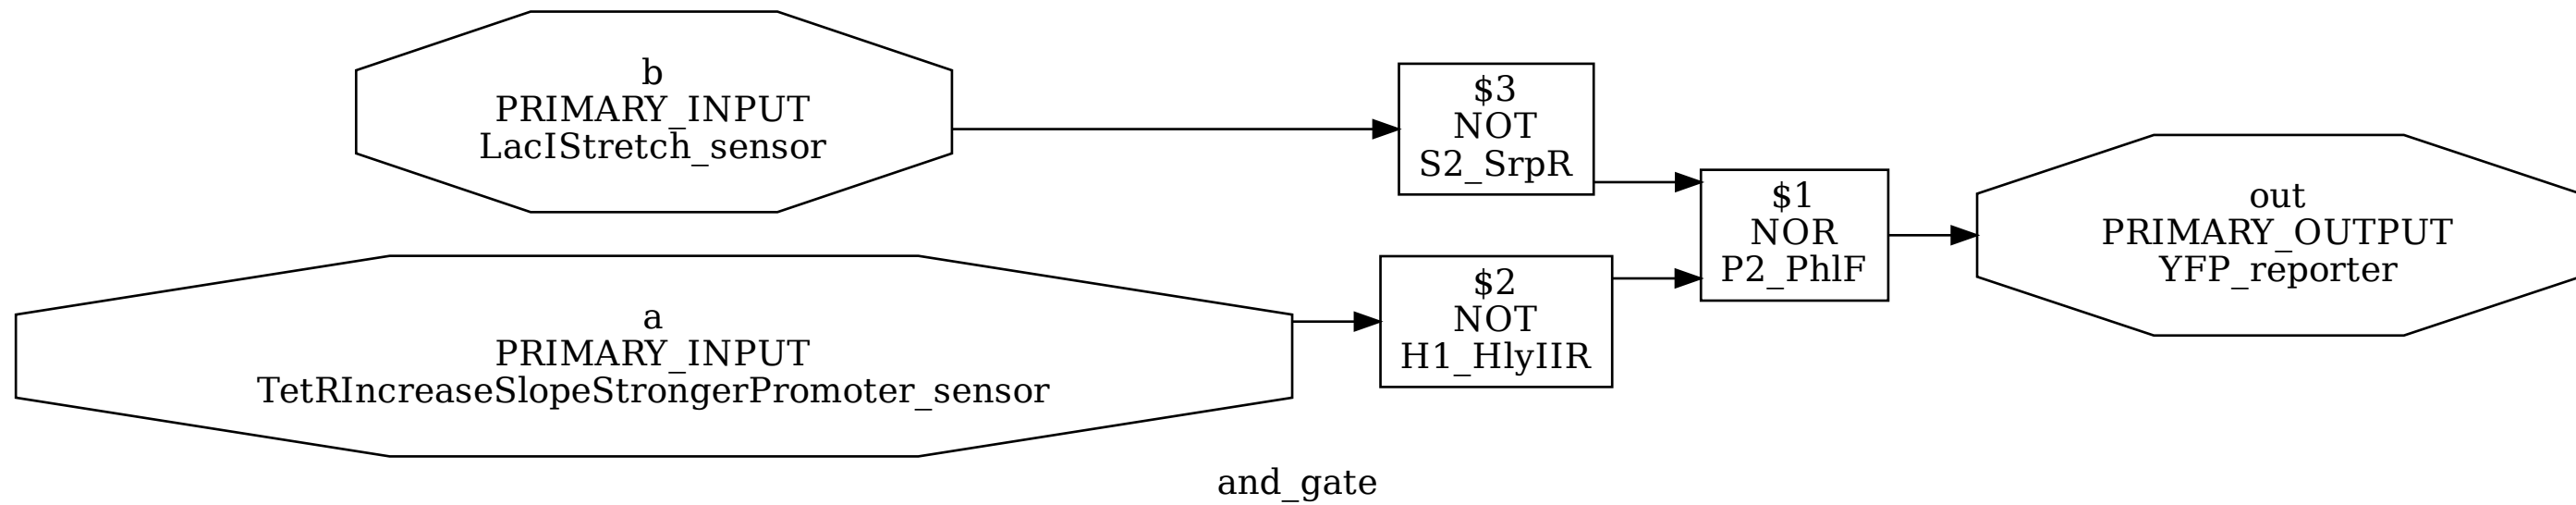 b
PRIMARY_INPUT
LacIStretch_sensor
$3
NOT
S2_SrpR
$1
NOR
P2_PhlF
out
PRIMARY_OUTPUT
YFP_reporter
a
PRIMARY_INPUT
TetRIncreaseSlopeStrongerPromoter_sensor
$2
NOT
H1_HlyIIR
and_gate